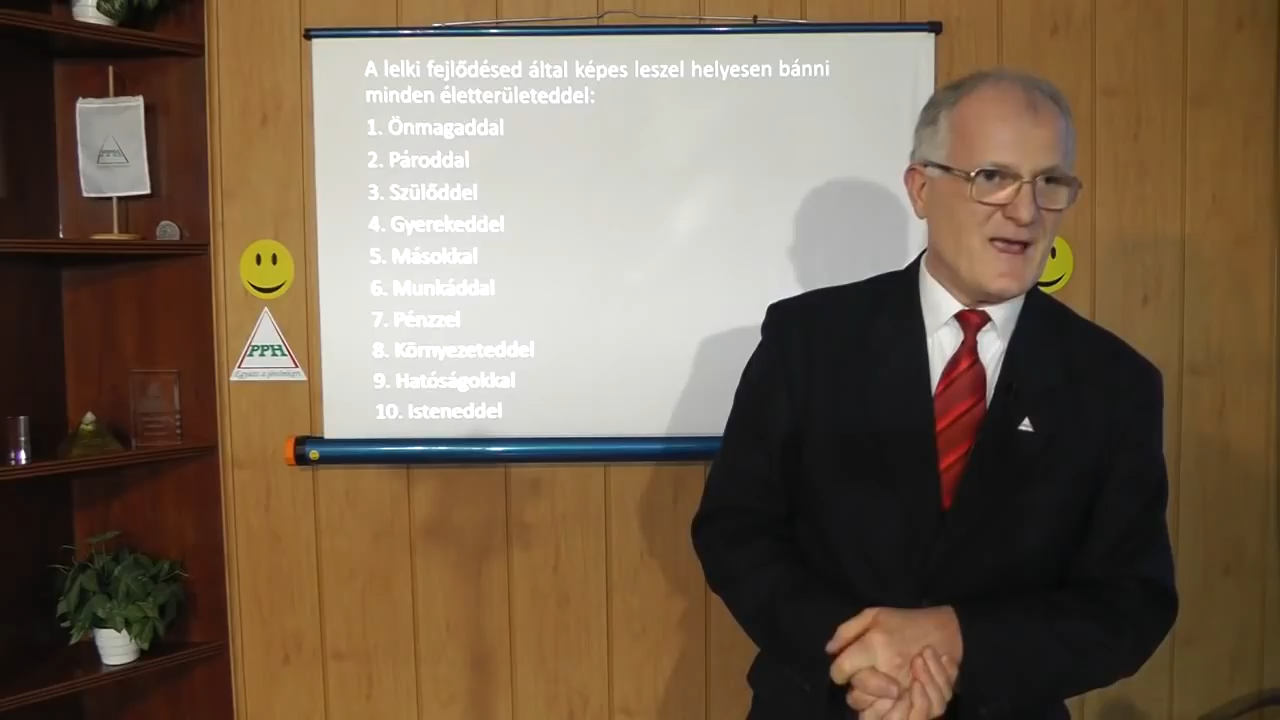 A lelki fejlődésed által képes leszel helyesen bánni
minden életterületeddel:
1. Önmagaddal
2. Pároddal
3. Szülőddel
4. Gyerekeddel
5. Másokkal
6. Munkáddal
7. Pénzzel
8. Környezeteddel
9. Hatóságokkal
10. Isteneddel
PPH